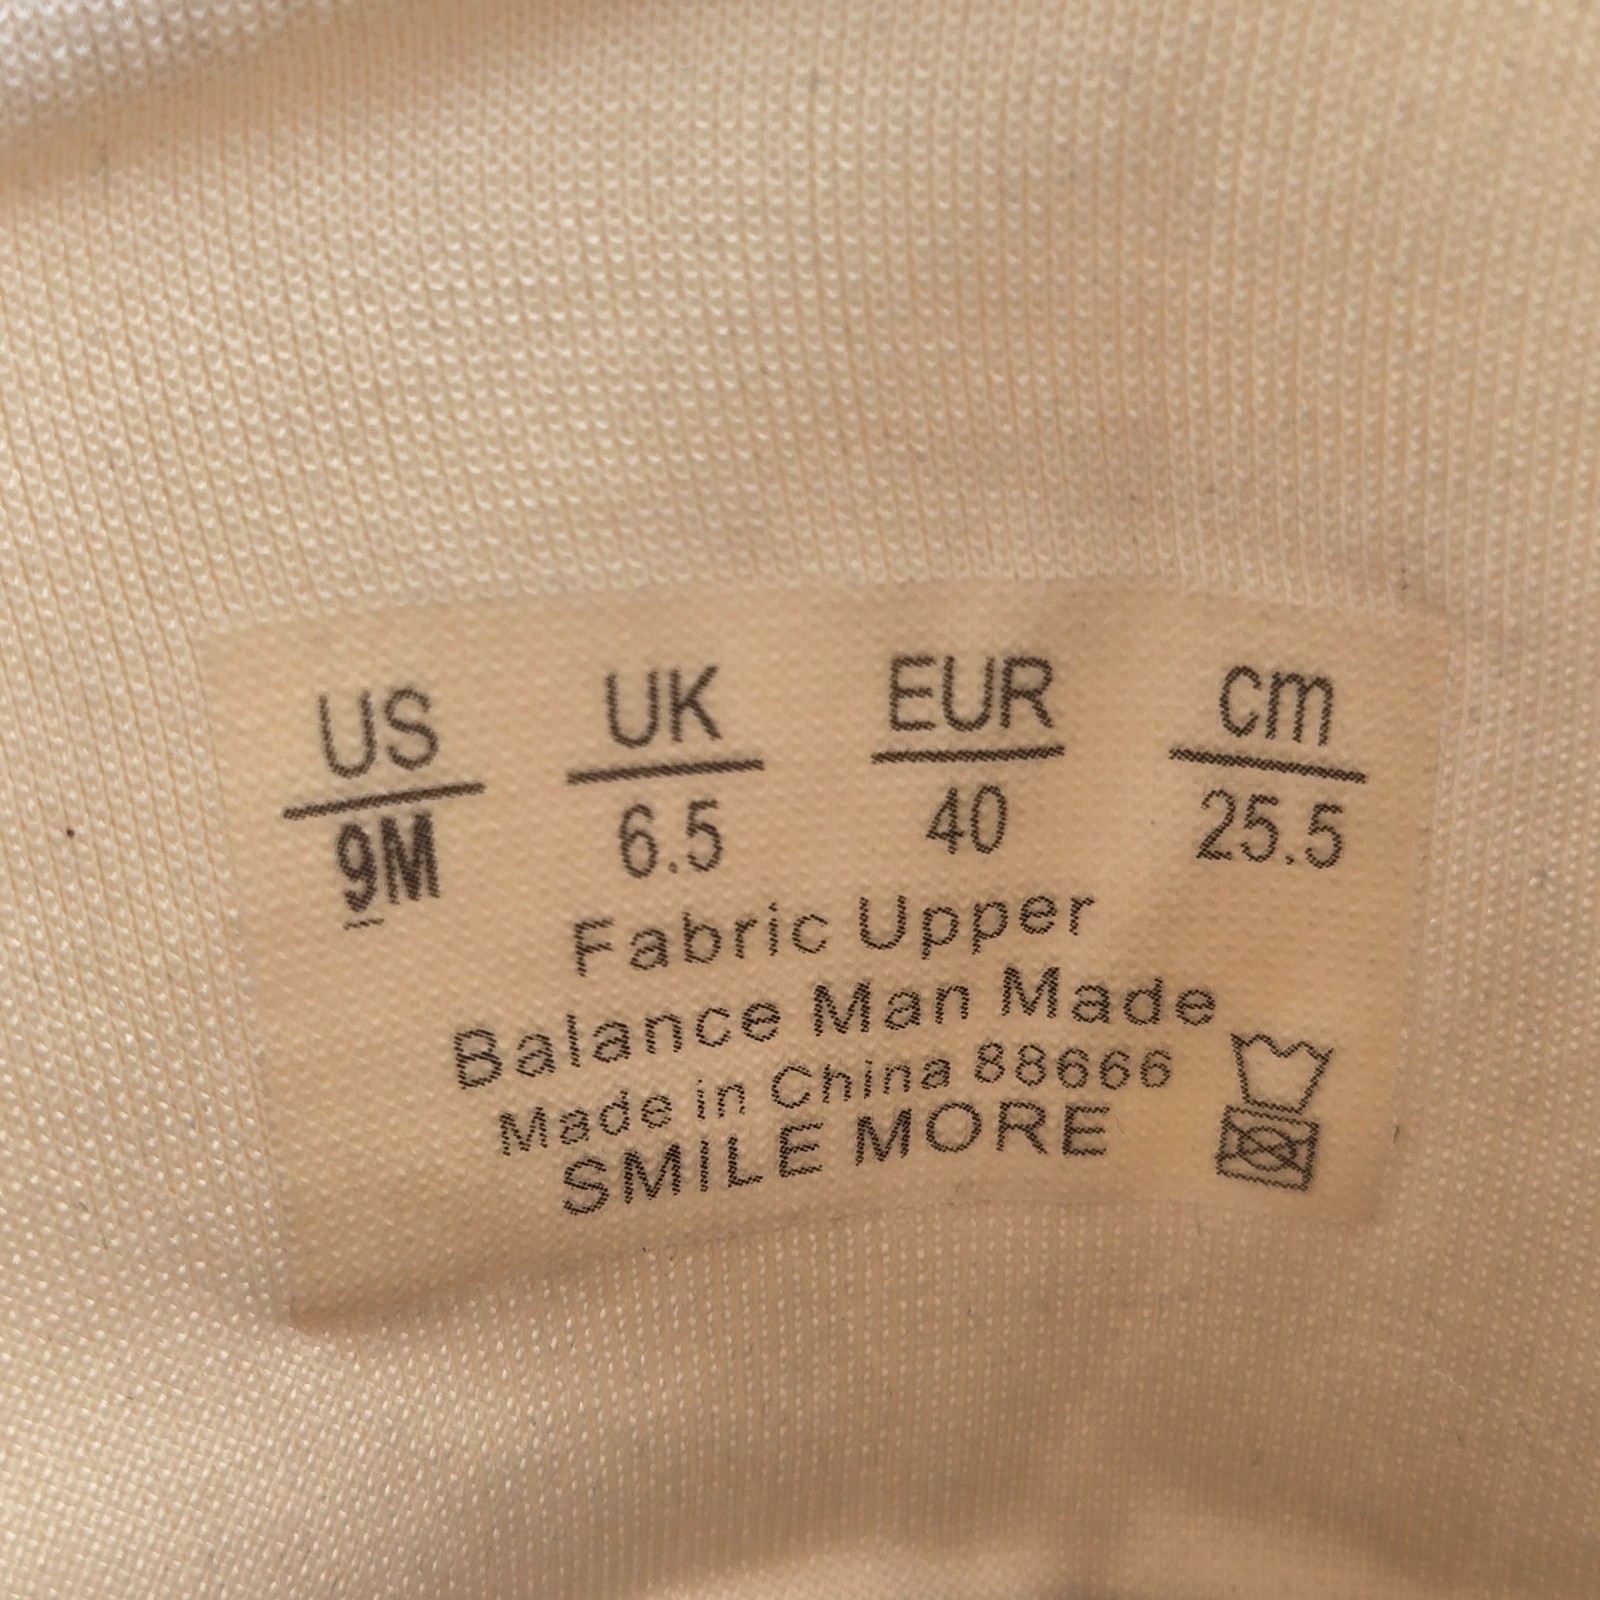 US UK EUR cm
9M 6.5 40 25.5
Fabric Upper
Balance Man Made
Made in China 88666
SMILE MORE